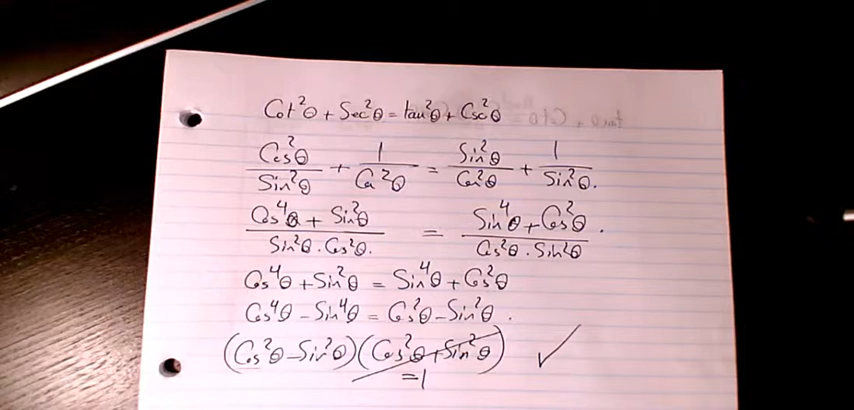 Cot²θ + Sec²θ = tan²θ + Csc²θ
Cos²θ/Sin²θ + 1/Cos²θ = Sin²θ/Cos²θ + 1/Sin²θ.
(Cos⁴θ + Sin²θ)/(Sin²θ · Cos²θ.) = (Sin⁴θ + Cos²θ)/(Cos²θ · Sin²θ).
Cos⁴θ + Sin²θ = Sin⁴θ + Cos²θ
Cos⁴θ - Sin⁴θ = Cos²θ - Sin²θ.
(Cos²θ - Sin²θ)(Cos²θ + Sin²θ) ✓
=1